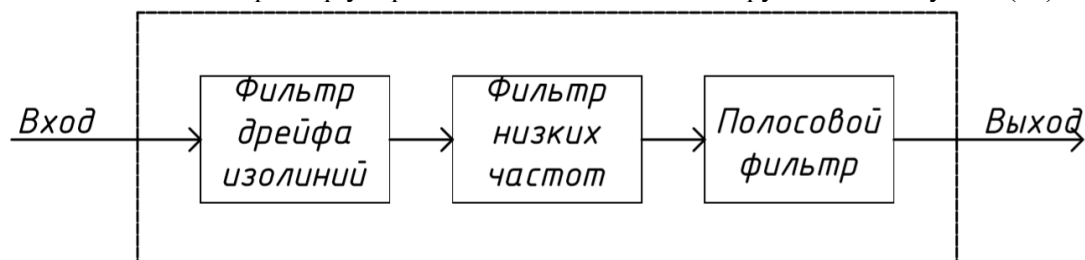 Вход
Фильтр
дрейфа
изолиний
Фильтр
низких
частот
Полосовой
фильтр
Выход